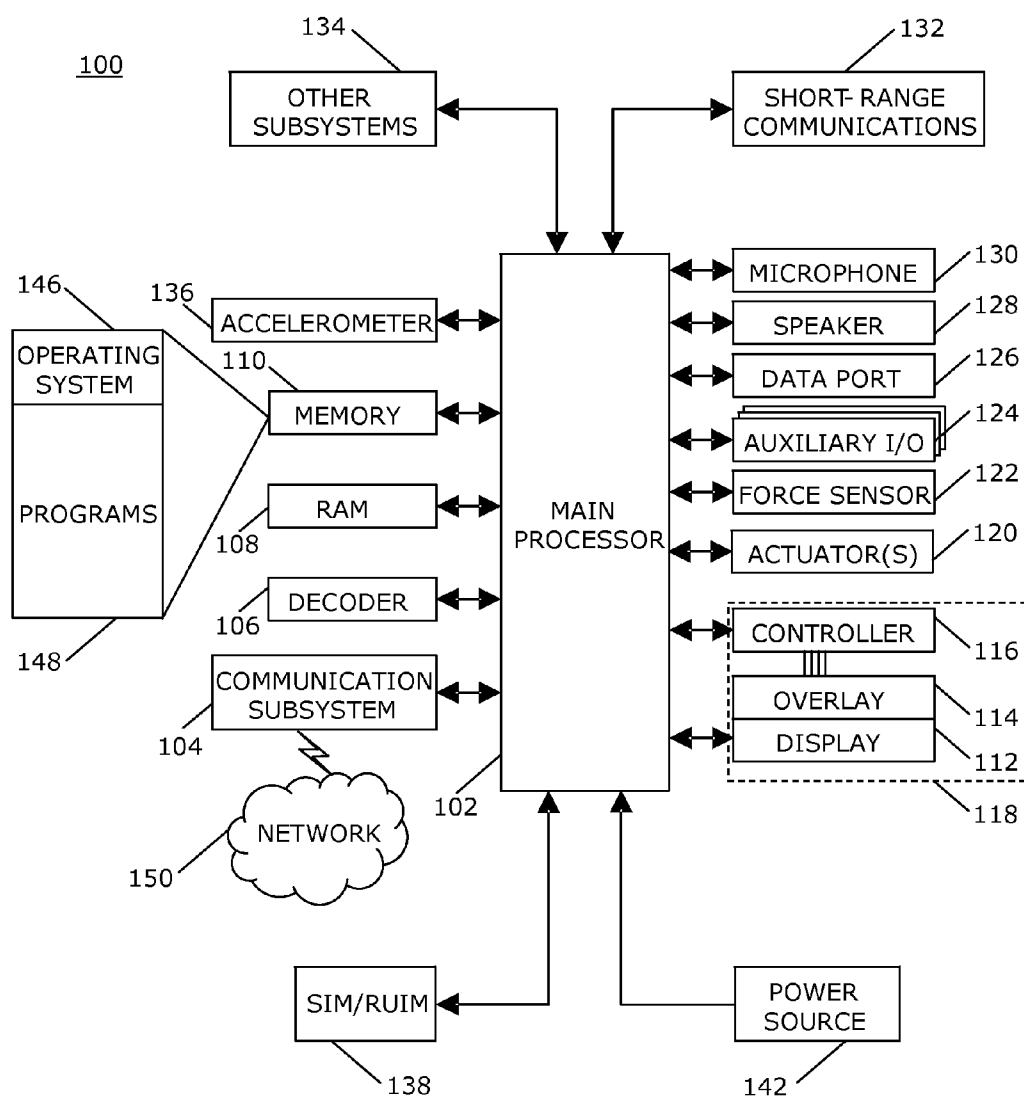 134
132
100
OTHER
SUBSYSTEMS
SHORT-RANGE
COMMUNICATIONS
146
136
ACCELEROMETER
110
MEMORY
OPERATING
SYSTEM
PROGRAMS
148
RAM
108
DECODER
106
COMMUNICATION
SUBSYSTEM
104
NETWORK
150
102
MAIN
PROCESSOR
MICROPHONE
130
SPEAKER
128
DATA PORT
126
AUXILIARY I/O
124
FORCE SENSOR
122
ACTUATOR(S)
120
CONTROLLER
116
OVERLAY
114
DISPLAY
112
118
SIM/RUIM
138
POWER
SOURCE
142